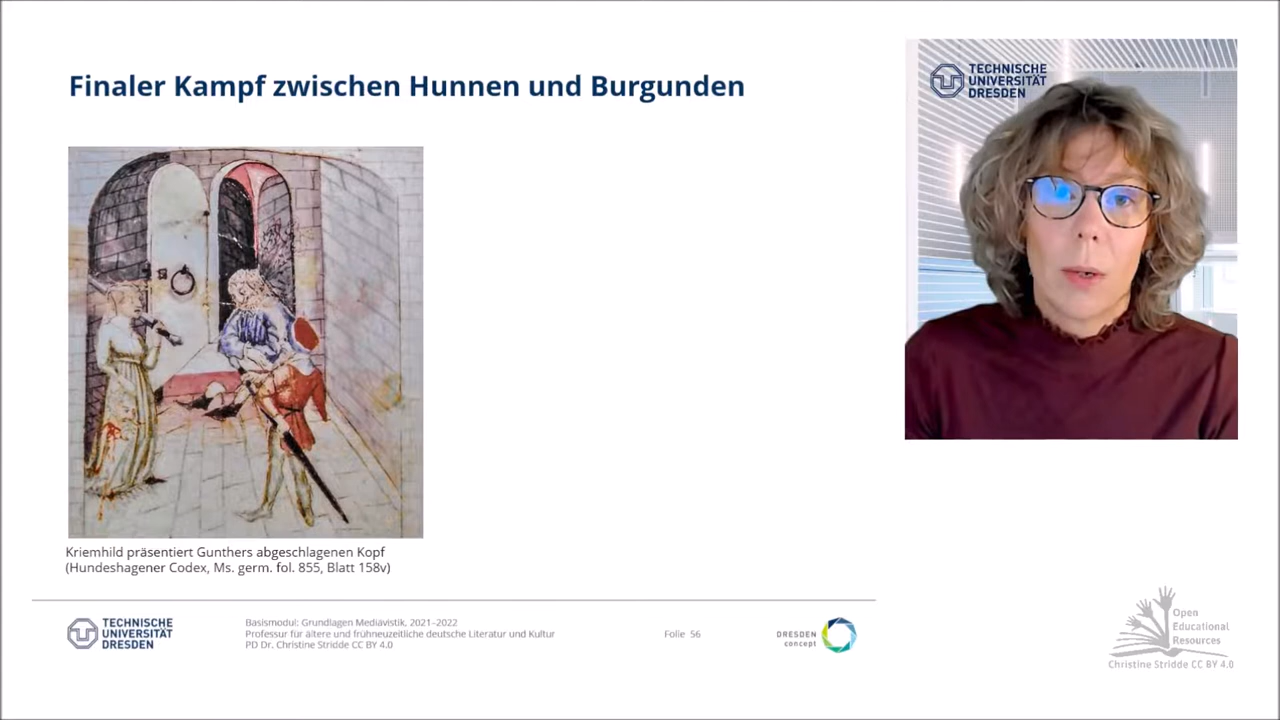 Finaler Kampf zwischen Hunnen und Burgunden
TECHNISCHE
UNIVERSITÄT
DRESDEN
Kriemhild präsentiert Gunthers abgeschlagenen Kopf
(Hundeshagener Codex, Ms. germ. fol. 855, Blatt 158v)
TECHNISCHE
UNIVERSITÄT
DRESDEN
Basismodul: Grundlagen Mediävistik, 2021–2022
Professur für ältere und frühneuzeitliche deutsche Literatur und Kultur
PD Dr. Christine Stridde CC BY 4.0
Folie 56
DRESDEN
concept
Open
Educational
Resources
Christine Stridde CC BY 4.0